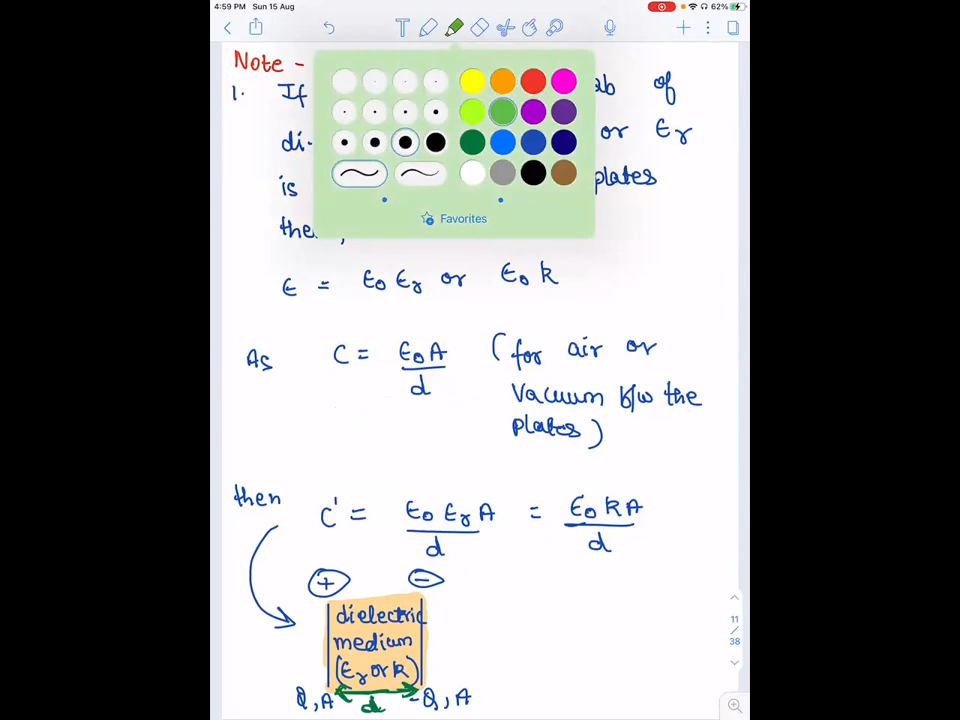 4:59 PM Sun 15 Aug
62%
Note -
1. If ab of
di- or ϵr
is plates
the ,
Favorites
ϵ = ϵ0 ϵr or ϵ0 k
As C = ϵ0 A / d (for air or
Vacuum b/w the
plates)
then C' = ϵ0 ϵr A / d = ϵ0 k A / d
+ -
dielectric
medium
(ϵr or k)
Q, A d -Q, A
11
/
38